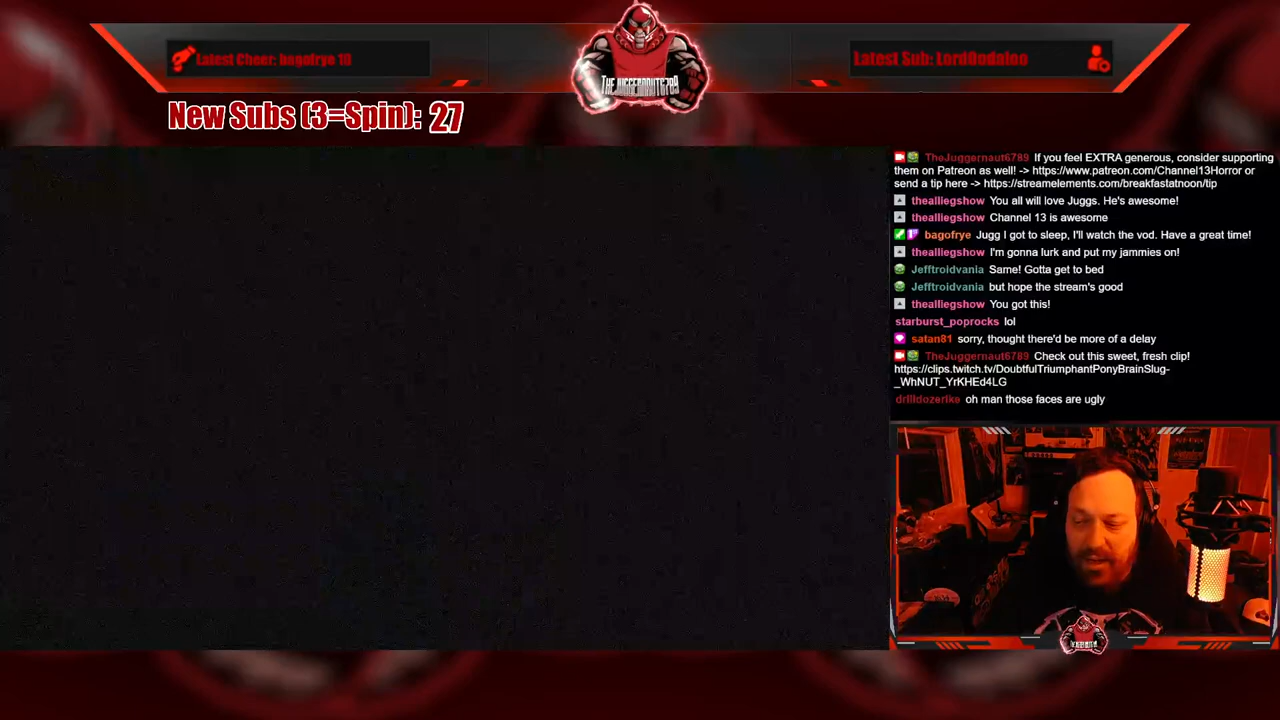 Latest Cheer: bagofrye 10
THEJUGGERNAUT6789
Latest Sub: LordOodaloo
New Subs (3=Spin): 27
TheJuggernaut6789 If you feel EXTRA generous, consider supporting
them on Patreon as well! -> https://www.patreon.com/Channel13Horror or
send a tip here -> https://streamelements.com/breakfastatnoon/tip
thealliegshow You all will love Juggs. He's awesome!
thealliegshow Channel 13 is awesome
bagofrye Jugg I got to sleep, I'll watch the vod. Have a great time!
thealliegshow I'm gonna lurk and put my jammies on!
Jefftroidvania Same! Gotta get to bed
Jefftroidvania but hope the stream's good
thealliegshow You got this!
starburst_poprocks lol
satan81 sorry, thought there'd be more of a delay
TheJuggernaut6789 Check out this sweet, fresh clip!
https://clips.twitch.tv/DoubtfulTriumphantPonyBrainSlug-
_WhNUT_YrKHEd4LG
drilldozerike oh man those faces are ugly